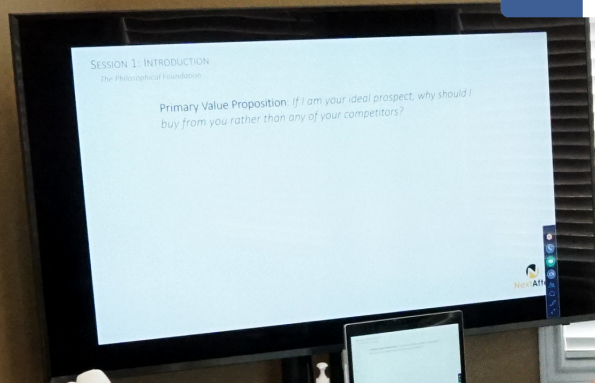 SESSION 1: INTRODUCTION
The Philosophical Foundation
Primary Value Proposition: If I am your ideal prospect, why should I
buy from you rather than any of your competitors?